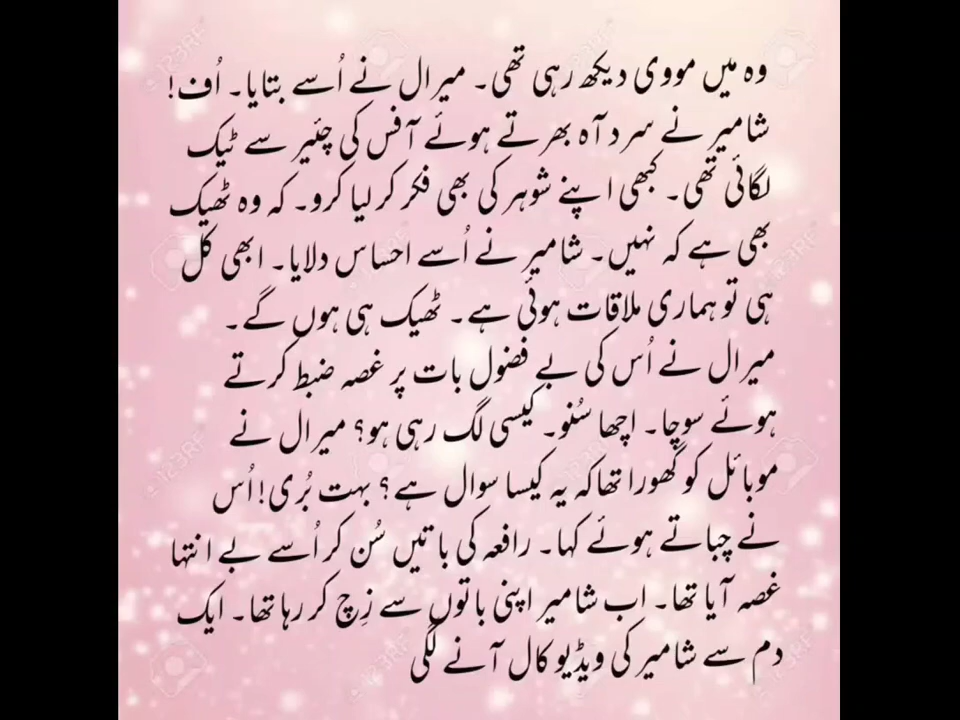 وہ میں مووی دیکھ رہی تھی۔ میرال نے اُسے بتایا۔ اُف!
شامیر نے سرد آہ بھرتے ہوئے آفس کی چئیر سے ٹیک
لگائی تھی۔ کبھی اپنے شوہر کی بھی فکر کر لیا کرو۔ کہ وہ ٹھیک
بھی ہے کہ نہیں۔ شامیر نے اُسے احساس دلایا۔ ابھی کل
ہی تو ہماری ملاقات ہوئی ہے۔ ٹھیک ہی ہوں گے۔
میرال نے اُس کی بے فضول بات پر غصہ ضبط کرتے
ہوئے سوچا۔ اچھا سُنو۔ کیسی لگ رہی ہو؟ میرال نے
موبائل کو گھورا تھا کہ یہ کیسا سوال ہے؟ بہت بُری! اُس
نے چباتے ہوئے کہا۔ رافعہ کی باتیں سُن کر اُسے بے انتہا
غصہ آیا تھا۔ اب شامیر اپنی باتوں سے زِچ کر رہا تھا۔ ایک
دم سے شامیر کی ویڈیو کال آنے لگی
123RF
123RF
123RF
123RF